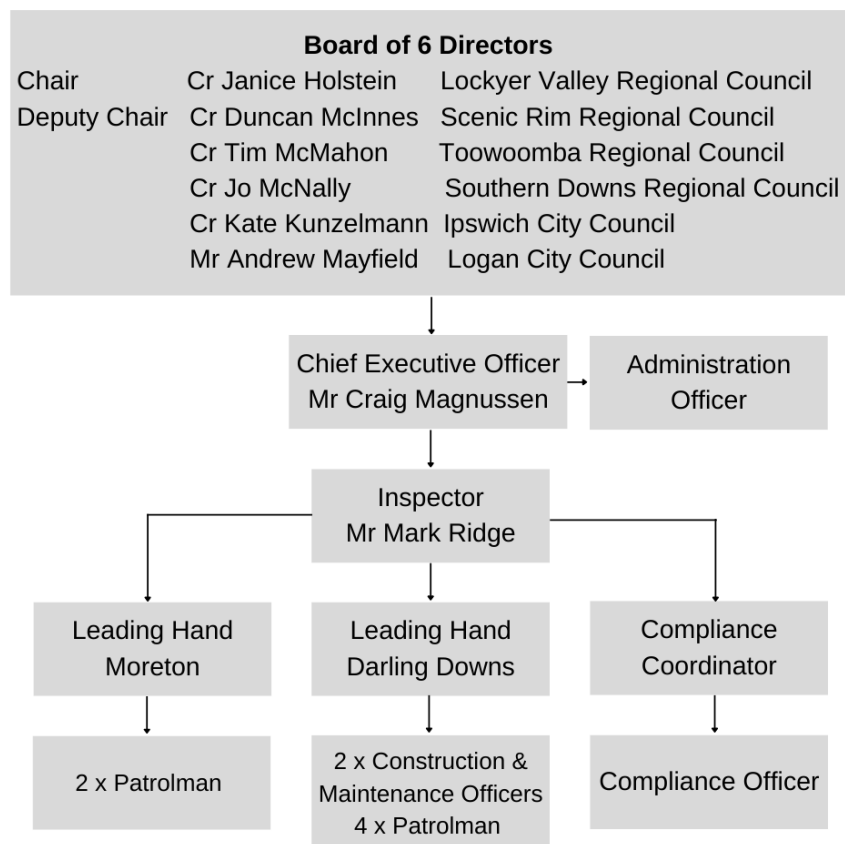 Board of 6 Directors
Chair Cr Janice Holstein Lockyer Valley Regional Council
Deputy Chair Cr Duncan McInnes Scenic Rim Regional Council
Cr Tim McMahon Toowoomba Regional Council
Cr Jo McNally Southern Downs Regional Council
Cr Kate Kunzelmann Ipswich City Council
Mr Andrew Mayfield Logan City Council
Chief Executive Officer
Mr Craig Magnussen
Administration
Officer
Inspector
Mr Mark Ridge
Leading Hand
Moreton
Leading Hand
Darling Downs
Compliance
Coordinator
2 x Patrolman
2 x Construction &
Maintenance Officers
4 x Patrolman
Compliance Officer